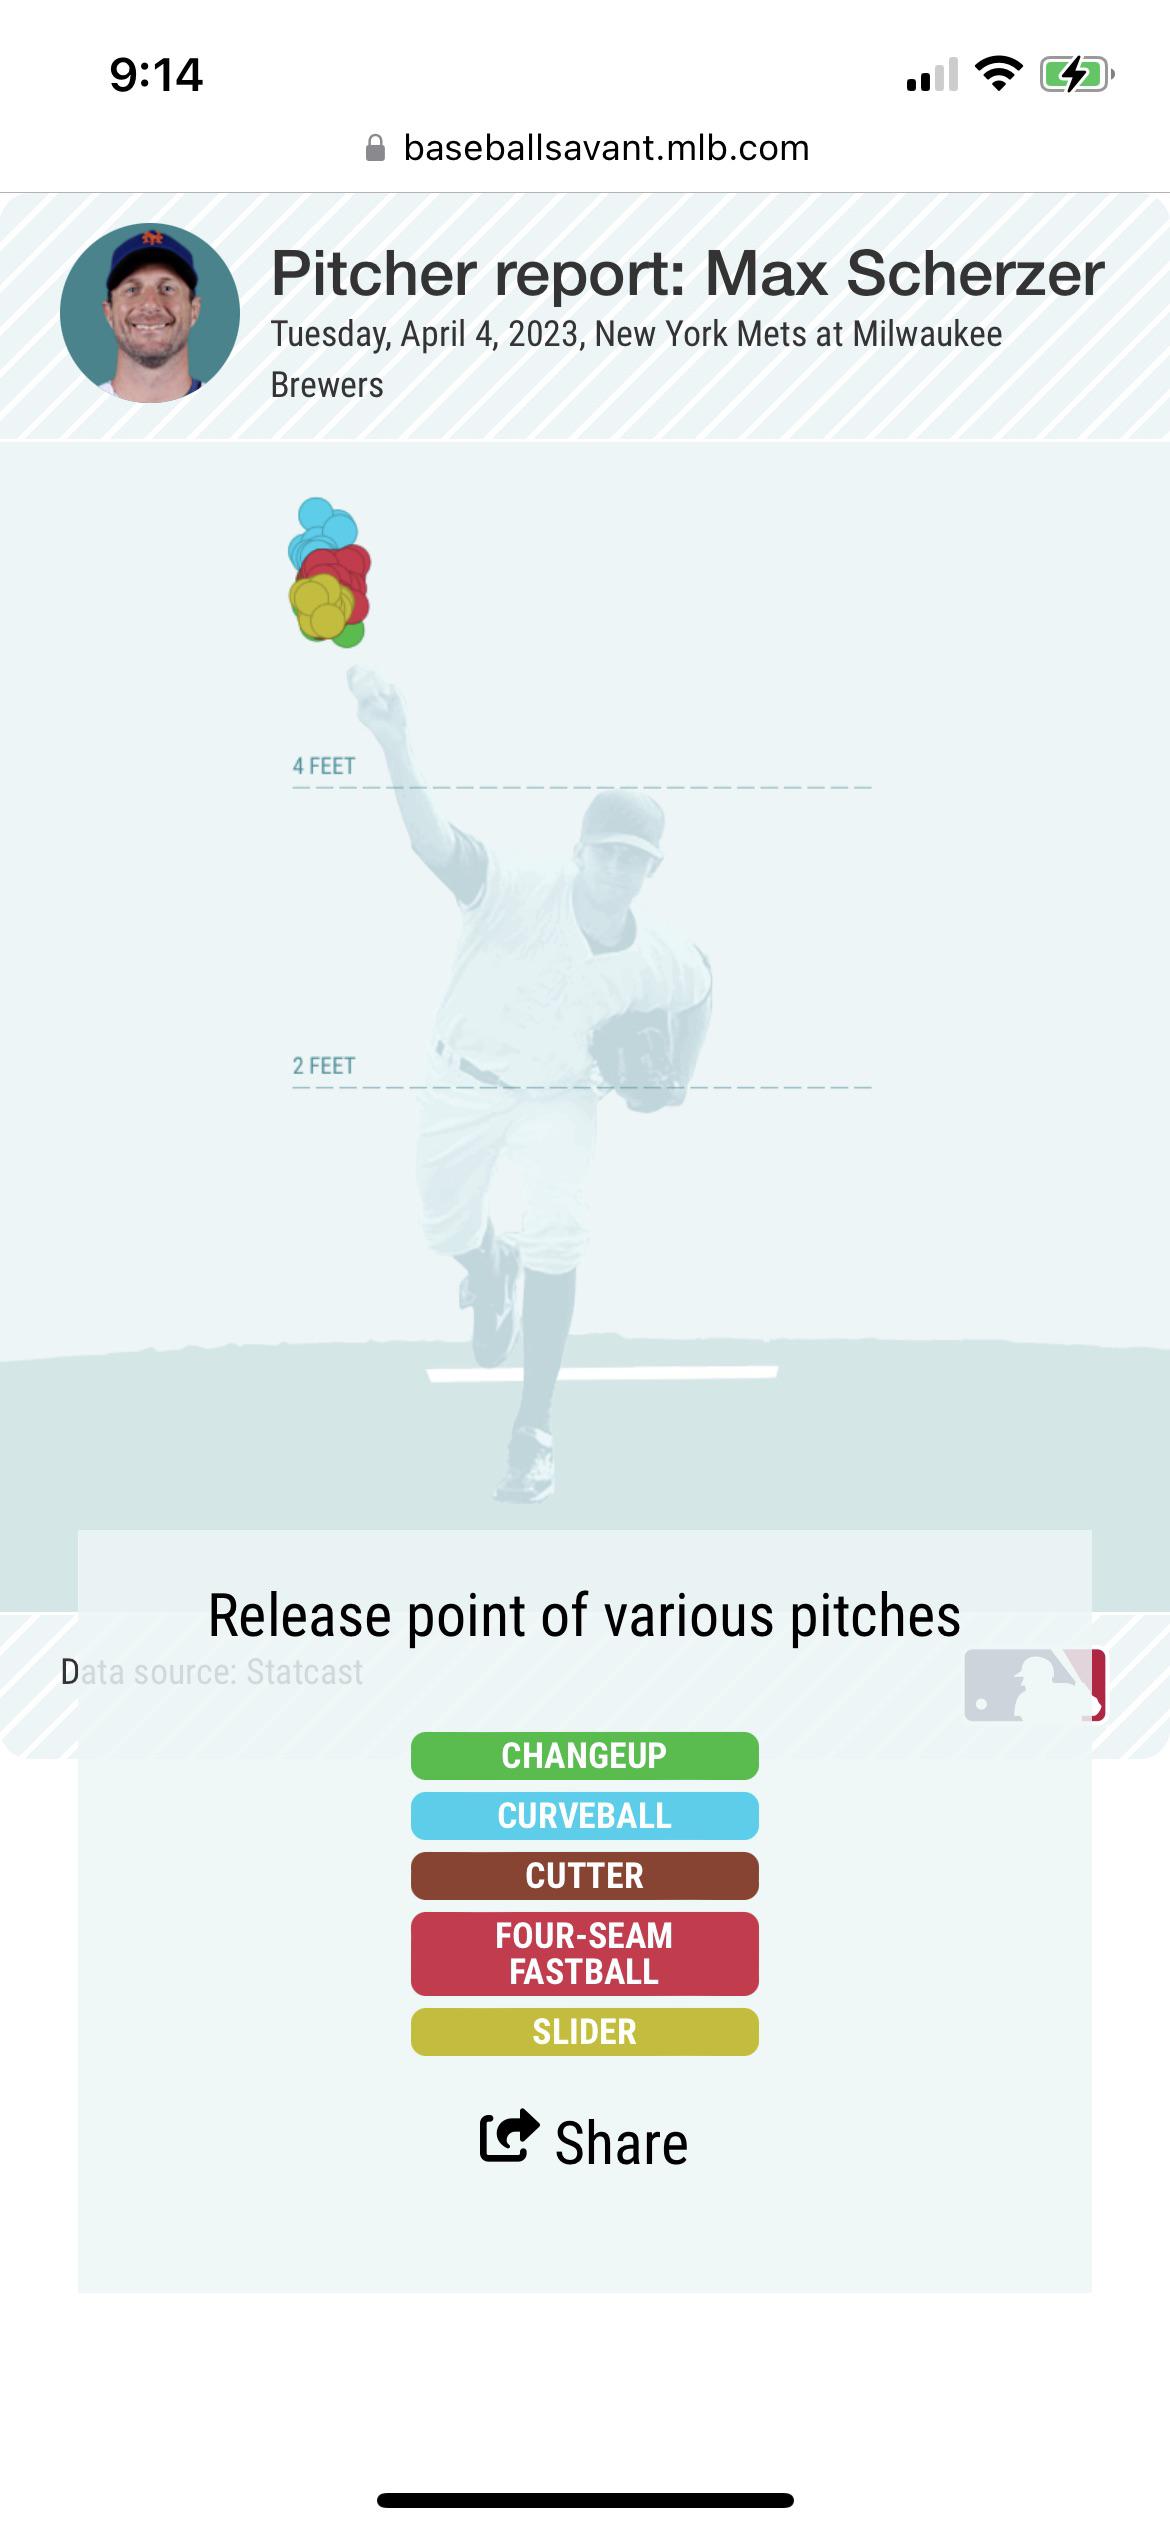 9:14
baseballsavant.mlb.com
Pitcher report: Max Scherzer
Tuesday, April 4, 2023, New York Mets at Milwaukee
Brewers
4 FEET
2 FEET
Release point of various pitches
Data source: Statcast
CHANGEUP
CURVEBALL
CUTTER
FOUR-SEAM
FASTBALL
SLIDER
Share